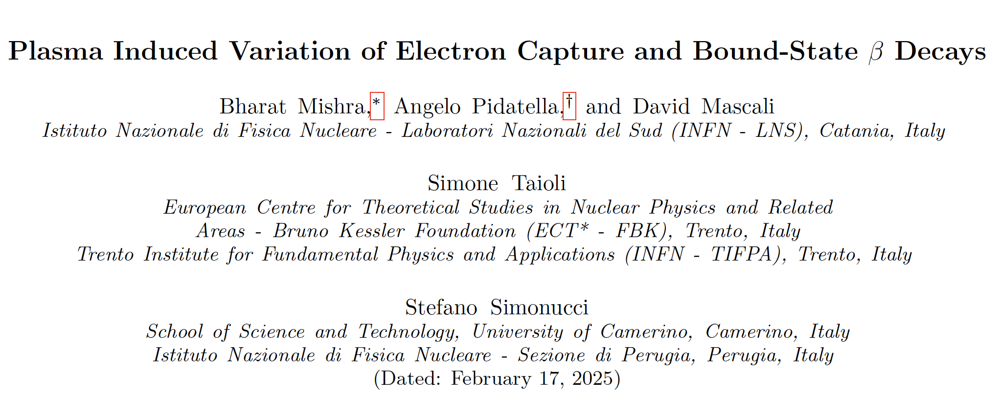 Plasma Induced Variation of Electron Capture and Bound-State β Decays
Bharat Mishra,* Angelo Pidatella,† and David Mascali
Istituto Nazionale di Fisica Nucleare - Laboratori Nazionali del Sud (INFN - LNS), Catania, Italy
Simone Taioli
European Centre for Theoretical Studies in Nuclear Physics and Related
Areas - Bruno Kessler Foundation (ECT* - FBK), Trento, Italy
Trento Institute for Fundamental Physics and Applications (INFN - TIFPA), Trento, Italy
Stefano Simonucci
School of Science and Technology, University of Camerino, Camerino, Italy
Istituto Nazionale di Fisica Nucleare - Sezione di Perugia, Perugia, Italy
(Dated: February 17, 2025)